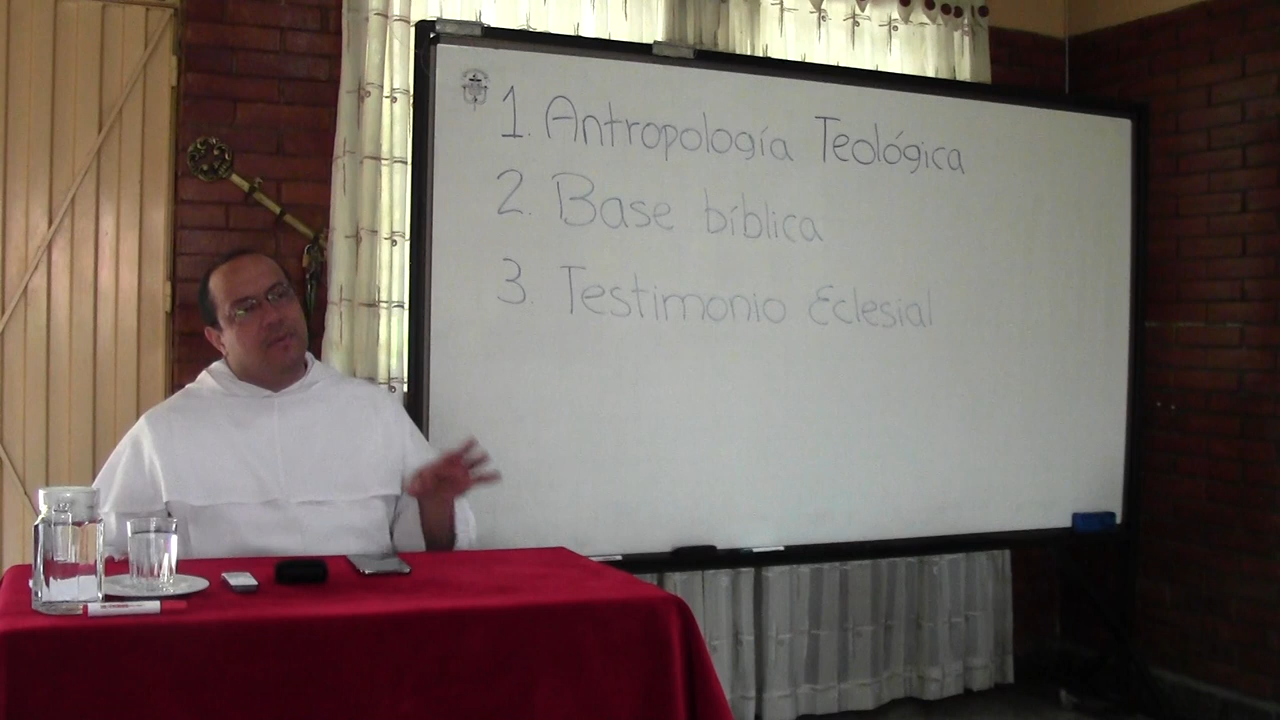 1. Antropología Teológica
2. Base bíblica
3. Testimonio Eclesial